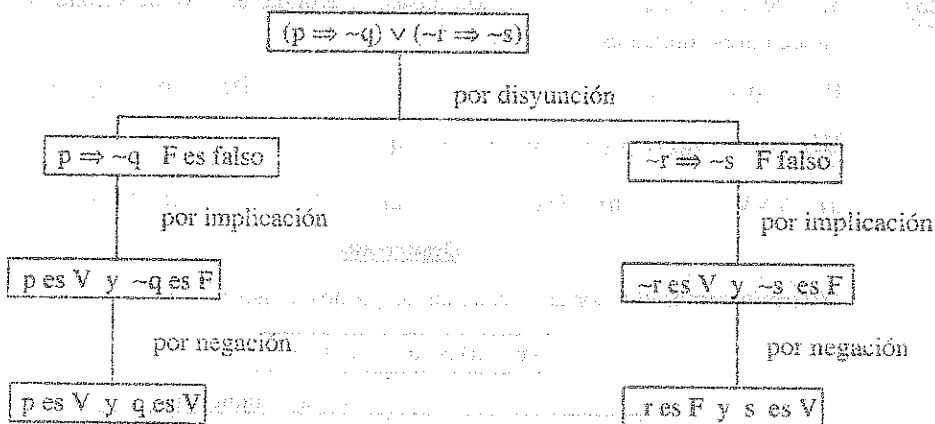 (p ⇒ ~q) ∨ (~r ⇒ ~s)
por disyunción
p ⇒ ~q F es falso
~r ⇒ ~s F falso
por implicación
por implicación
p es V y ~q es F
~r es V y ~s es F
por negación
por negación
p es V y q es V
r es F y s es V